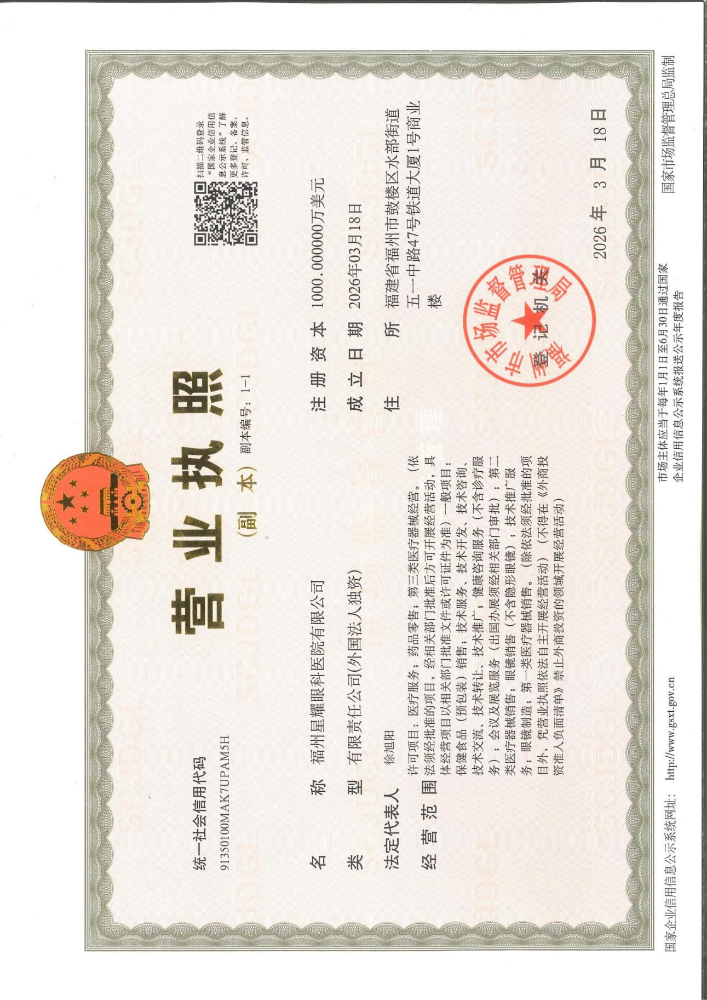 统一社会信用代码
91350100MAK7UPAM5H
营业执照
(副 本)
副本编号：1-1
扫描二维码登录
“国家企业信用信
息公示系统”了解
更多登记、备案、
许可、监管信息。
名 称 福州星耀眼科医院有限公司
类 型 有限责任公司(外国法人独资)
法定代表人 徐旭阳
经营范围 许可项目：医疗服务；药品零售；第三类医疗器械经营。（依
法须经批准的项目，经相关部门批准后方可开展经营活动，具
体经营项目以相关部门批准文件或许可证件为准）一般项目：
保健食品（预包装）销售；技术服务、技术开发、技术咨询、
技术交流、技术转让、技术推广；健康咨询服务（不含诊疗服
务）；会议及展览服务（出国办展须经相关部门审批）；第二
类医疗器械销售；眼镜销售（不含隐形眼镜）；技术推广服
务；眼镜制造；第一类医疗器械销售。（除依法须经批准的项
目外，凭营业执照依法自主开展经营活动）（不得在《外商投
资准入负面清单》禁止外商投资的领域开展经营活动）
注册资本 1000.000000万美元
成立日期 2026年03月18日
住 所 福建省福州市鼓楼区水部街道
五一中路47号铁道大厦1号商业
楼
福州市市场监督管理局
登记机关
2026 年 3 月 18 日
国家企业信用信息公示系统网址： http://www.gsxt.gov.cn
市场主体应当于每年1月1日至6月30日通过国家
企业信用信息公示系统报送公示年度报告
国家市场监督管理总局监制